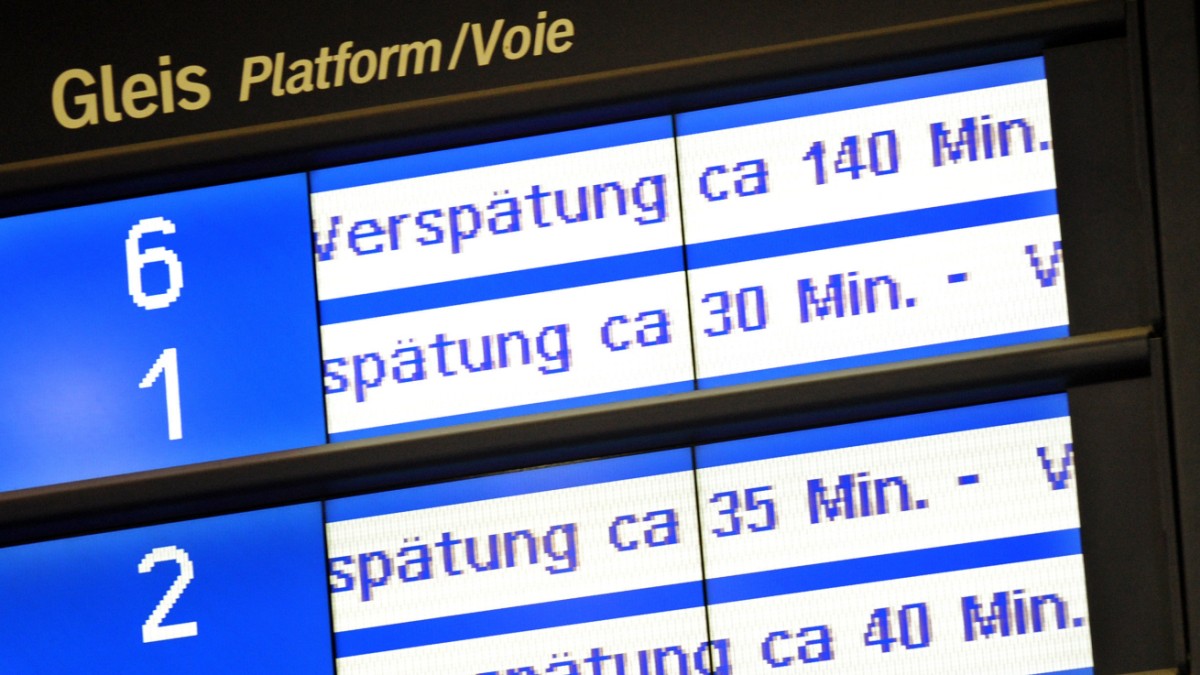 Gleis Platform/Voie
6 Verspätung ca 140 Min.
1 spätung ca 30 Min. - V
2 spätung ca 35 Min. - V
spätung ca 40 Min.